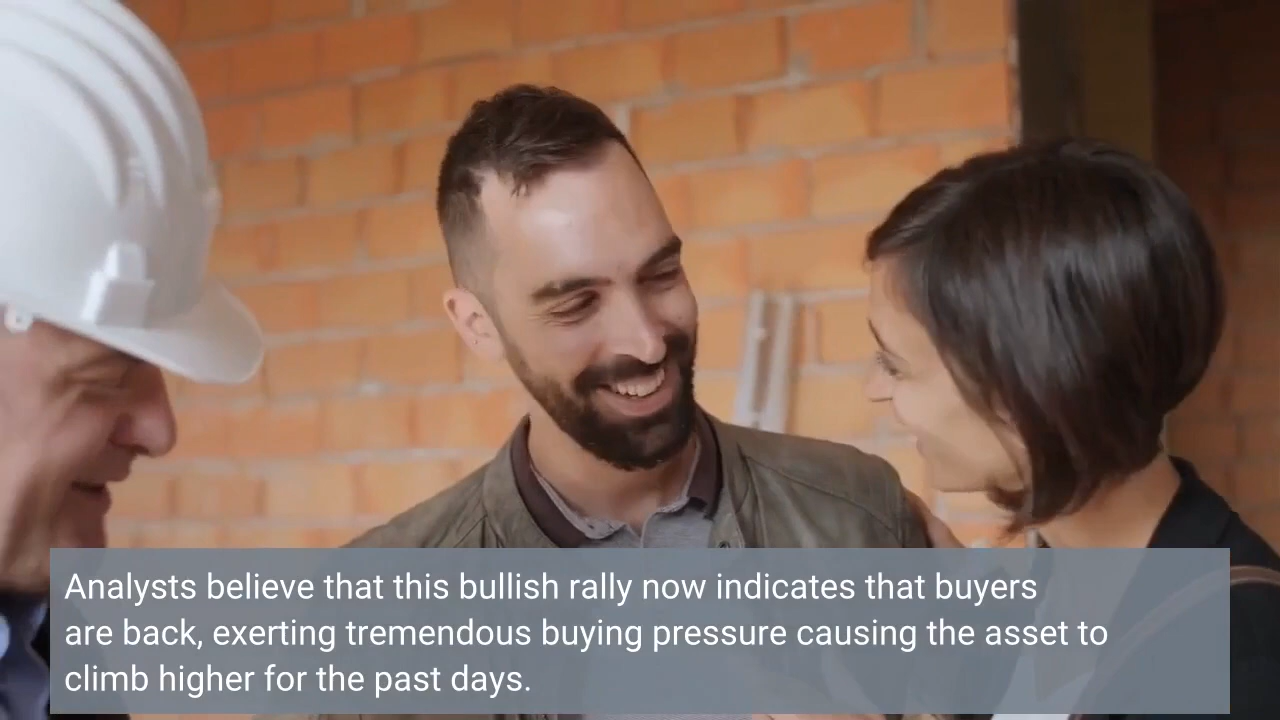 Analysts believe that this bullish rally now indicates that buyers
are back, exerting tremendous buying pressure causing the asset to
climb higher for the past days.